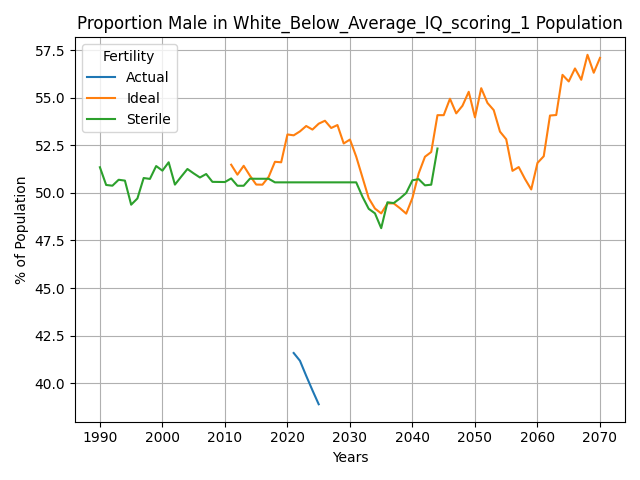 Proportion Male in White_Below_Average_IQ_scoring_1 Population
Fertility
Actual
Ideal
Sterile
57.5
55.0
52.5
50.0
47.5
45.0
42.5
40.0
% of Population
1990 2000 2010 2020 2030 2040 2050 2060 2070
Years